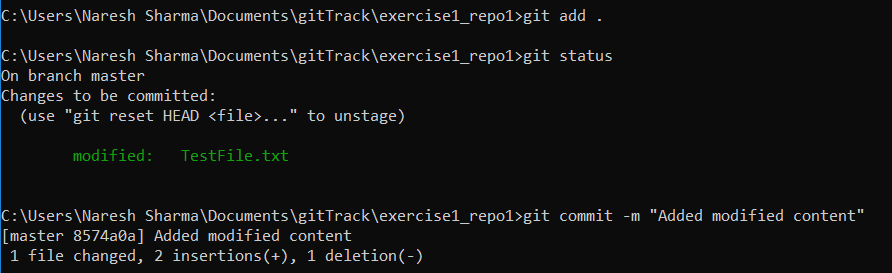 C:\Users\Naresh Sharma\Documents\gitTrack\exercise1_repo1>git add .
C:\Users\Naresh Sharma\Documents\gitTrack\exercise1_repo1>git status
On branch master
Changes to be committed:
  (use "git reset HEAD <file>..." to unstage)
        modified:   TestFile.txt
C:\Users\Naresh Sharma\Documents\gitTrack\exercise1_repo1>git commit -m "Added modified content"
[master 8574a0a] Added modified content
 1 file changed, 2 insertions(+), 1 deletion(-)